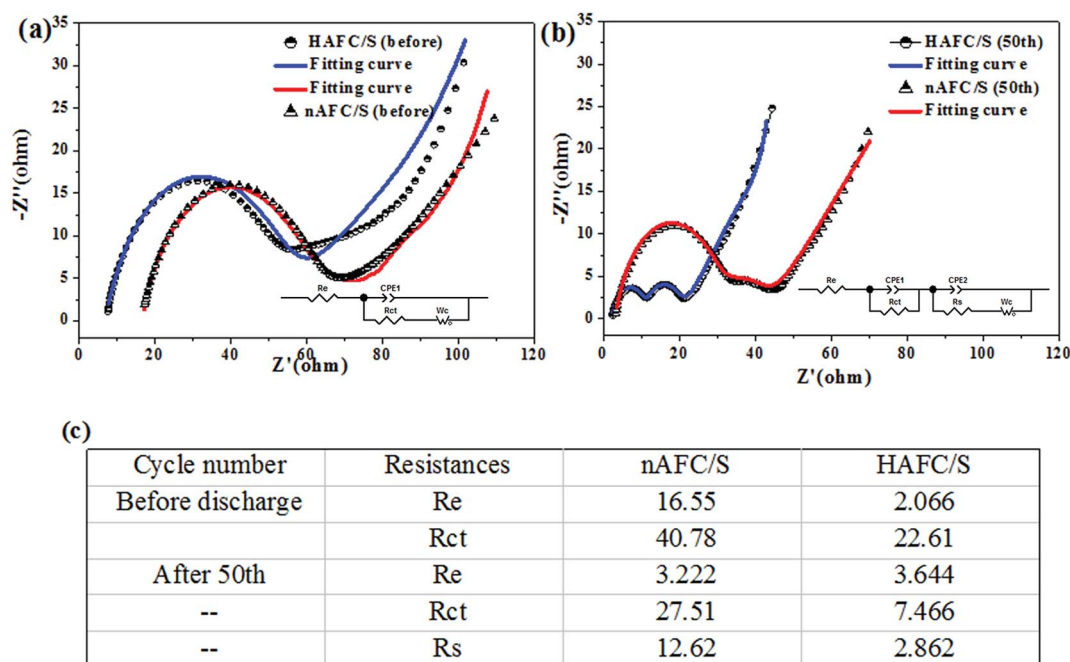 (a)
HAFC/S (before)
Fitting curve
Fitting curve
nAFC/S (before)
-Z''(ohm)
35
30
25
20
15
10
5
0
Re
CPE1
Rct
Wc
0 20 40 60 80 100 120
Z'(ohm)
(b)
HAFC/S (50th)
Fitting curve
nAFC/S (50th)
Fitting curve
-Z''(ohm)
35
30
25
20
15
10
5
0
Re
CPE1
Rct
CPE2
Rs
Wc
0 20 40 60 80 100 120
Z'(ohm)
(c)
Cycle number Resistances nAFC/S HAFC/S
Before discharge Re 16.55 2.066
Rct 40.78 22.61
After 50th Re 3.222 3.644
-- Rct 27.51 7.466
-- Rs 12.62 2.862